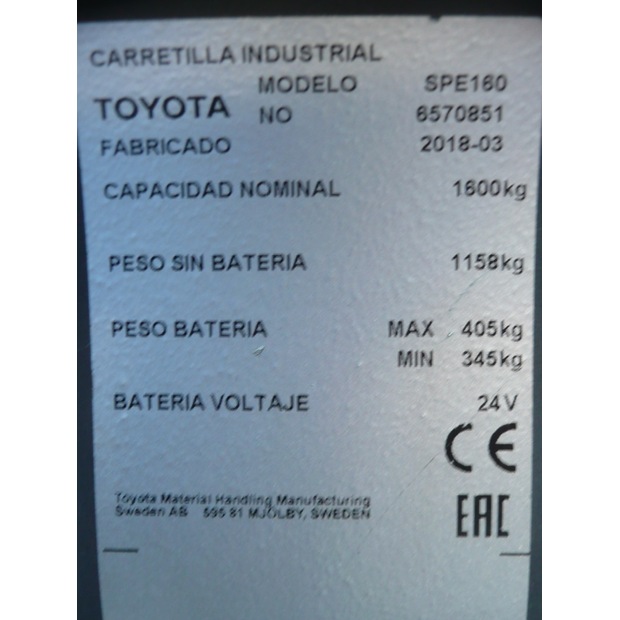 CARRETILLA INDUSTRIAL
MODELO SPE160
TOYOTA
NO 6570851
FABRICADO 2018-03
CAPACIDAD NOMINAL 1600kg
PESO SIN BATERIA 1158kg
PESO BATERIA MAX 405kg
MIN 345kg
BATERIA VOLTAJE 24V
CE
Toyota Material Handling Manufacturing
Sweden AB 595 81 MJOLBY, SWEDEN
EAC